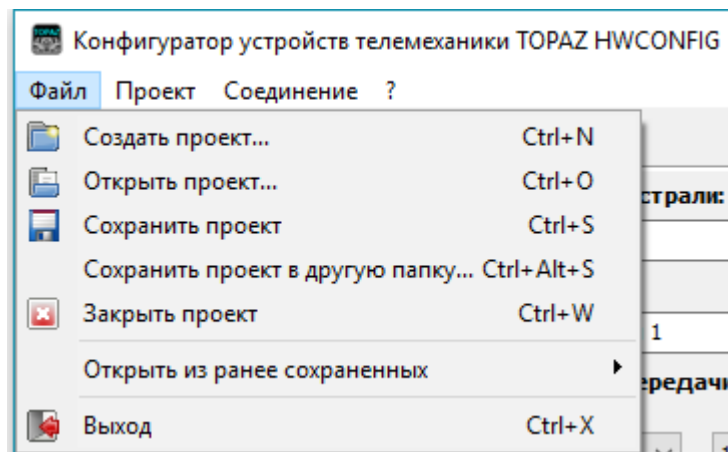 Конфигуратор устройств телемеханики TOPAZ HWCONFIG
Файл Проект Соединение ?
Создать проект... Ctrl+N
Открыть проект... Ctrl+O
страли:
Сохранить проект Ctrl+S
Сохранить проект в другую папку... Ctrl+Alt+S
Закрыть проект Ctrl+W
1
Открыть из ранее сохраненных
ередачи
Выход Ctrl+X